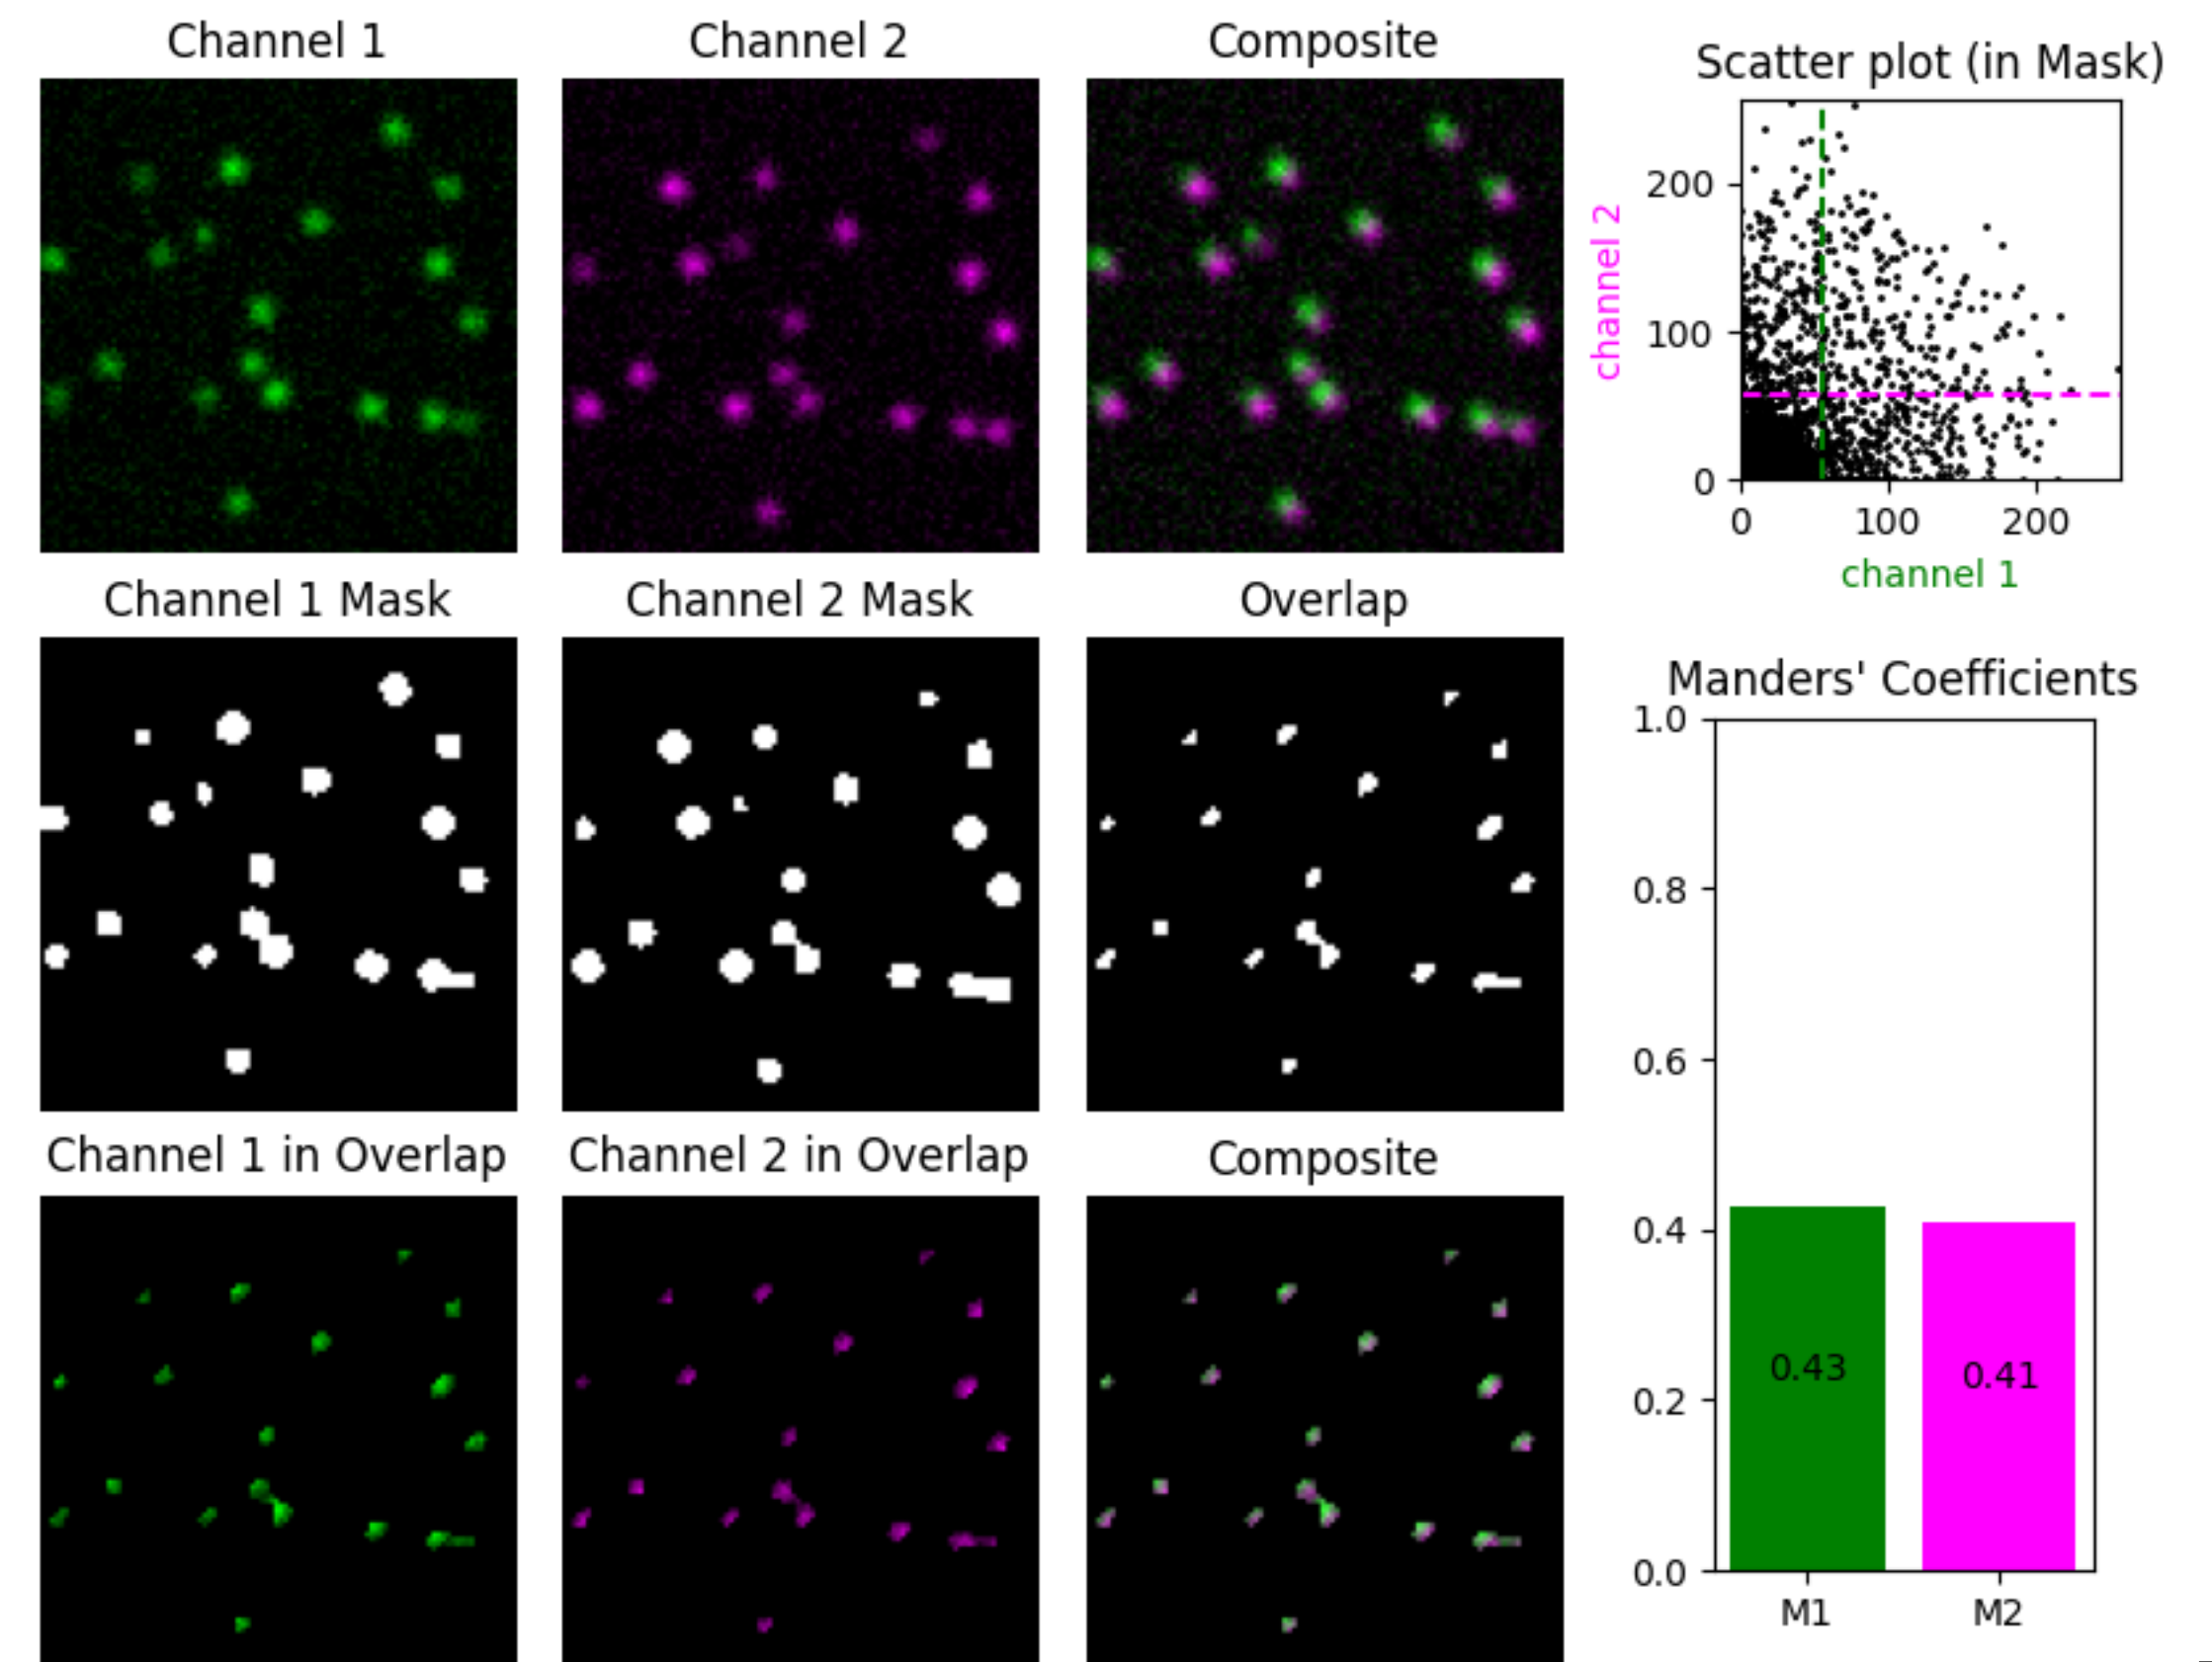 Channel 1
Channel 2
Composite
Scatter plot (in Mask)
channel 2
200
100
0
0
100
200
channel 1
Channel 1 Mask
Channel 2 Mask
Overlap
Manders' Coefficients
1.0
0.8
0.6
0.4
0.2
0.0
0.43
0.41
M1
M2
Channel 1 in Overlap
Channel 2 in Overlap
Composite